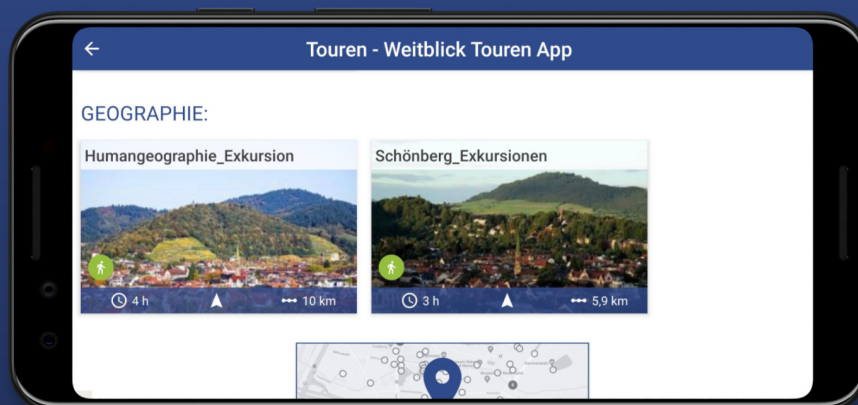 Touren - Weitblick Touren App
GEOGRAPHIE:
Humangeographie_Exkursion
Schönberg_Exkursionen
4 h
10 km
3 h
5,9 km